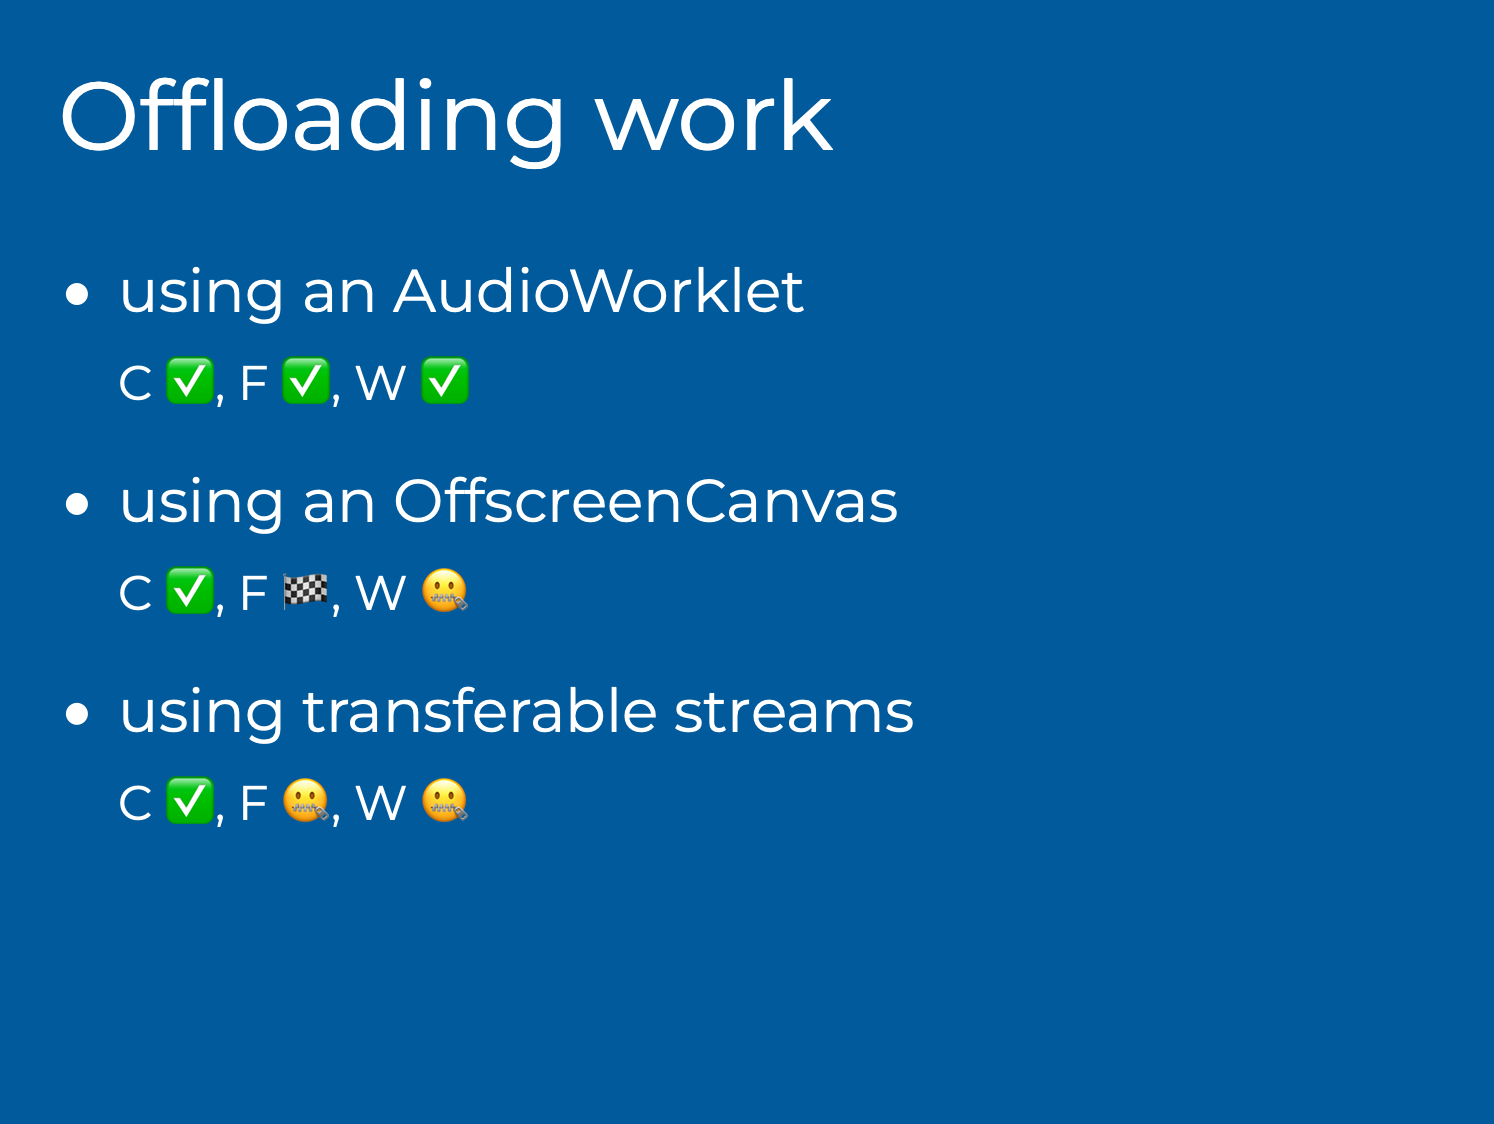 Offloading work
• using an AudioWorklet
C ✅, F ✅, W ✅
• using an OffscreenCanvas
C ✅, F 🏁, W 🤐
• using transferable streams
C ✅, F 🤐, W 🤐